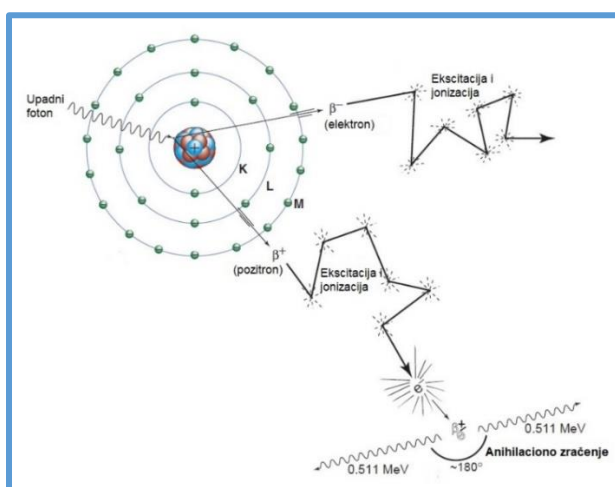 Upadni
foton
Ekscitacija i
jonizacija
β⁻
(elektron)
K
L
M
β⁺
(pozitron)
Ekscitacija i
jonizacija
e⁻
β⁺
e⁻
0.511 MeV
Anihilaciono zračenje
0.511 MeV
~180°